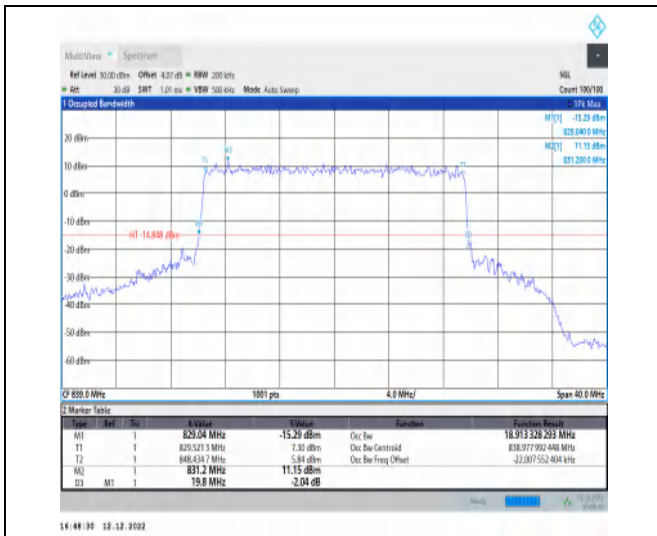 MultiView Spectrum
Ref Level 30.00 dBm Offset 4.07 dB RBW 200 kHz SGL
Att 30 dB SWT 1.01 ms VBW 500 kHz Mode Auto Sweep Count 100/100
1 Occupied Bandwidth 1Pk Max
M1[1] -15.29 dBm
829.040 0 MHz
M2[1] 11.15 dBm
831.200 0 MHz
20 dBm
10 dBm
0 dBm
-10 dBm
H1 -14.848 dBm
-20 dBm
-30 dBm
-40 dBm
-50 dBm
-60 dBm
T1
M2
CF 839.0 MHz 1001 pts 4.0 MHz/ Span 40.0 MHz
2 Marker Table
Type Ref Trc X-Value Y-Value Function Function Result
M1 1 829.04 MHz -15.29 dBm Occ Bw 18.913 328 293 MHz
T1 1 829.521 3 MHz 7.30 dBm Occ Bw Centroid 838.977 992 448 MHz
T2 1 848.434 7 MHz 5.84 dBm Occ Bw Freq Offset -22.007 552 404 kHz
M2 1 831.2 MHz 11.15 dBm
D3 M1 1 19.8 MHz -2.04 dB
Ready
16:48:30 12.12.2022